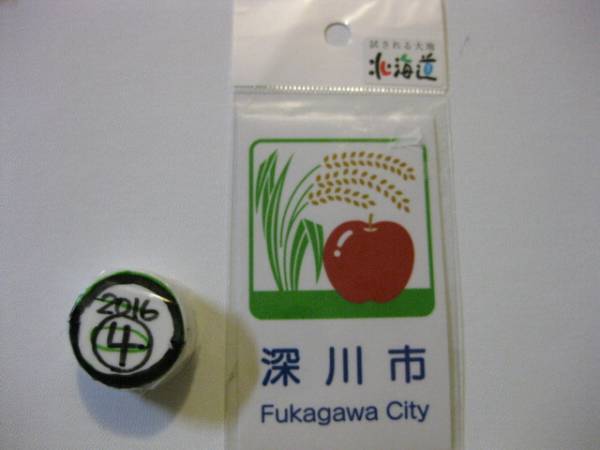 試される大地
北海道
深川市
Fukagawa City
2016
4